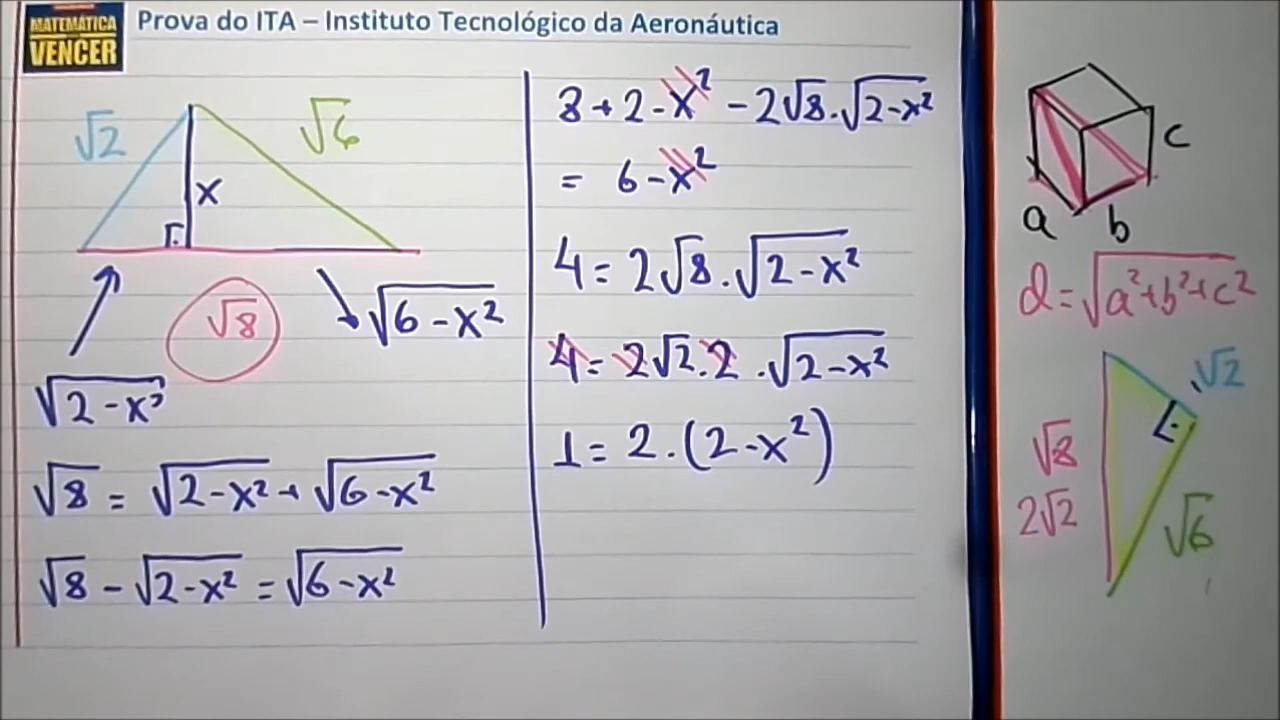 MATEMÁTICA
VENCER
Prova do ITA – Instituto Tecnológico da Aeronáutica
√2
√6
x
√8
√6-x²
√2-x²
√8 = √2-x² + √6-x²
√8 - √2-x² = √6-x²
8 + 2 - x² - 2√8 . √2-x²
= 6 - x²
4 = 2√8 . √2-x²
4 = 2√2 . 2 . √2-x²
1 = 2 . (2-x²)
a
b
c
d = √a²+b²+c²
√2
√8
2√2
√6